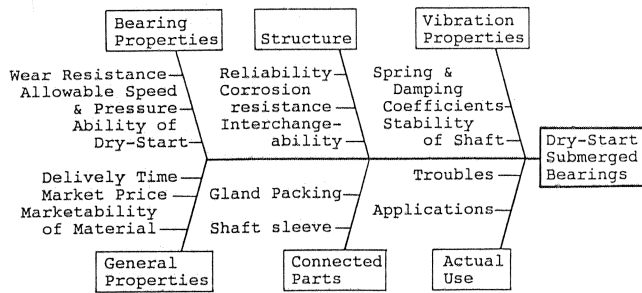 Bearing
Properties
Structure
Vibration
Properties
Wear Resistance
Allowable Speed
& Pressure
Ability of
Dry-Start
Reliability
Corrosion
resistance
Interchange-
ability
Spring &
Damping
Coefficients
Stability
of Shaft
Dry-Start
Submerged
Bearings
Delively Time
Market Price
Marketability
of Material
Gland Packing
Shaft sleeve
Troubles
Applications
General
Properties
Connected
Parts
Actual
Use